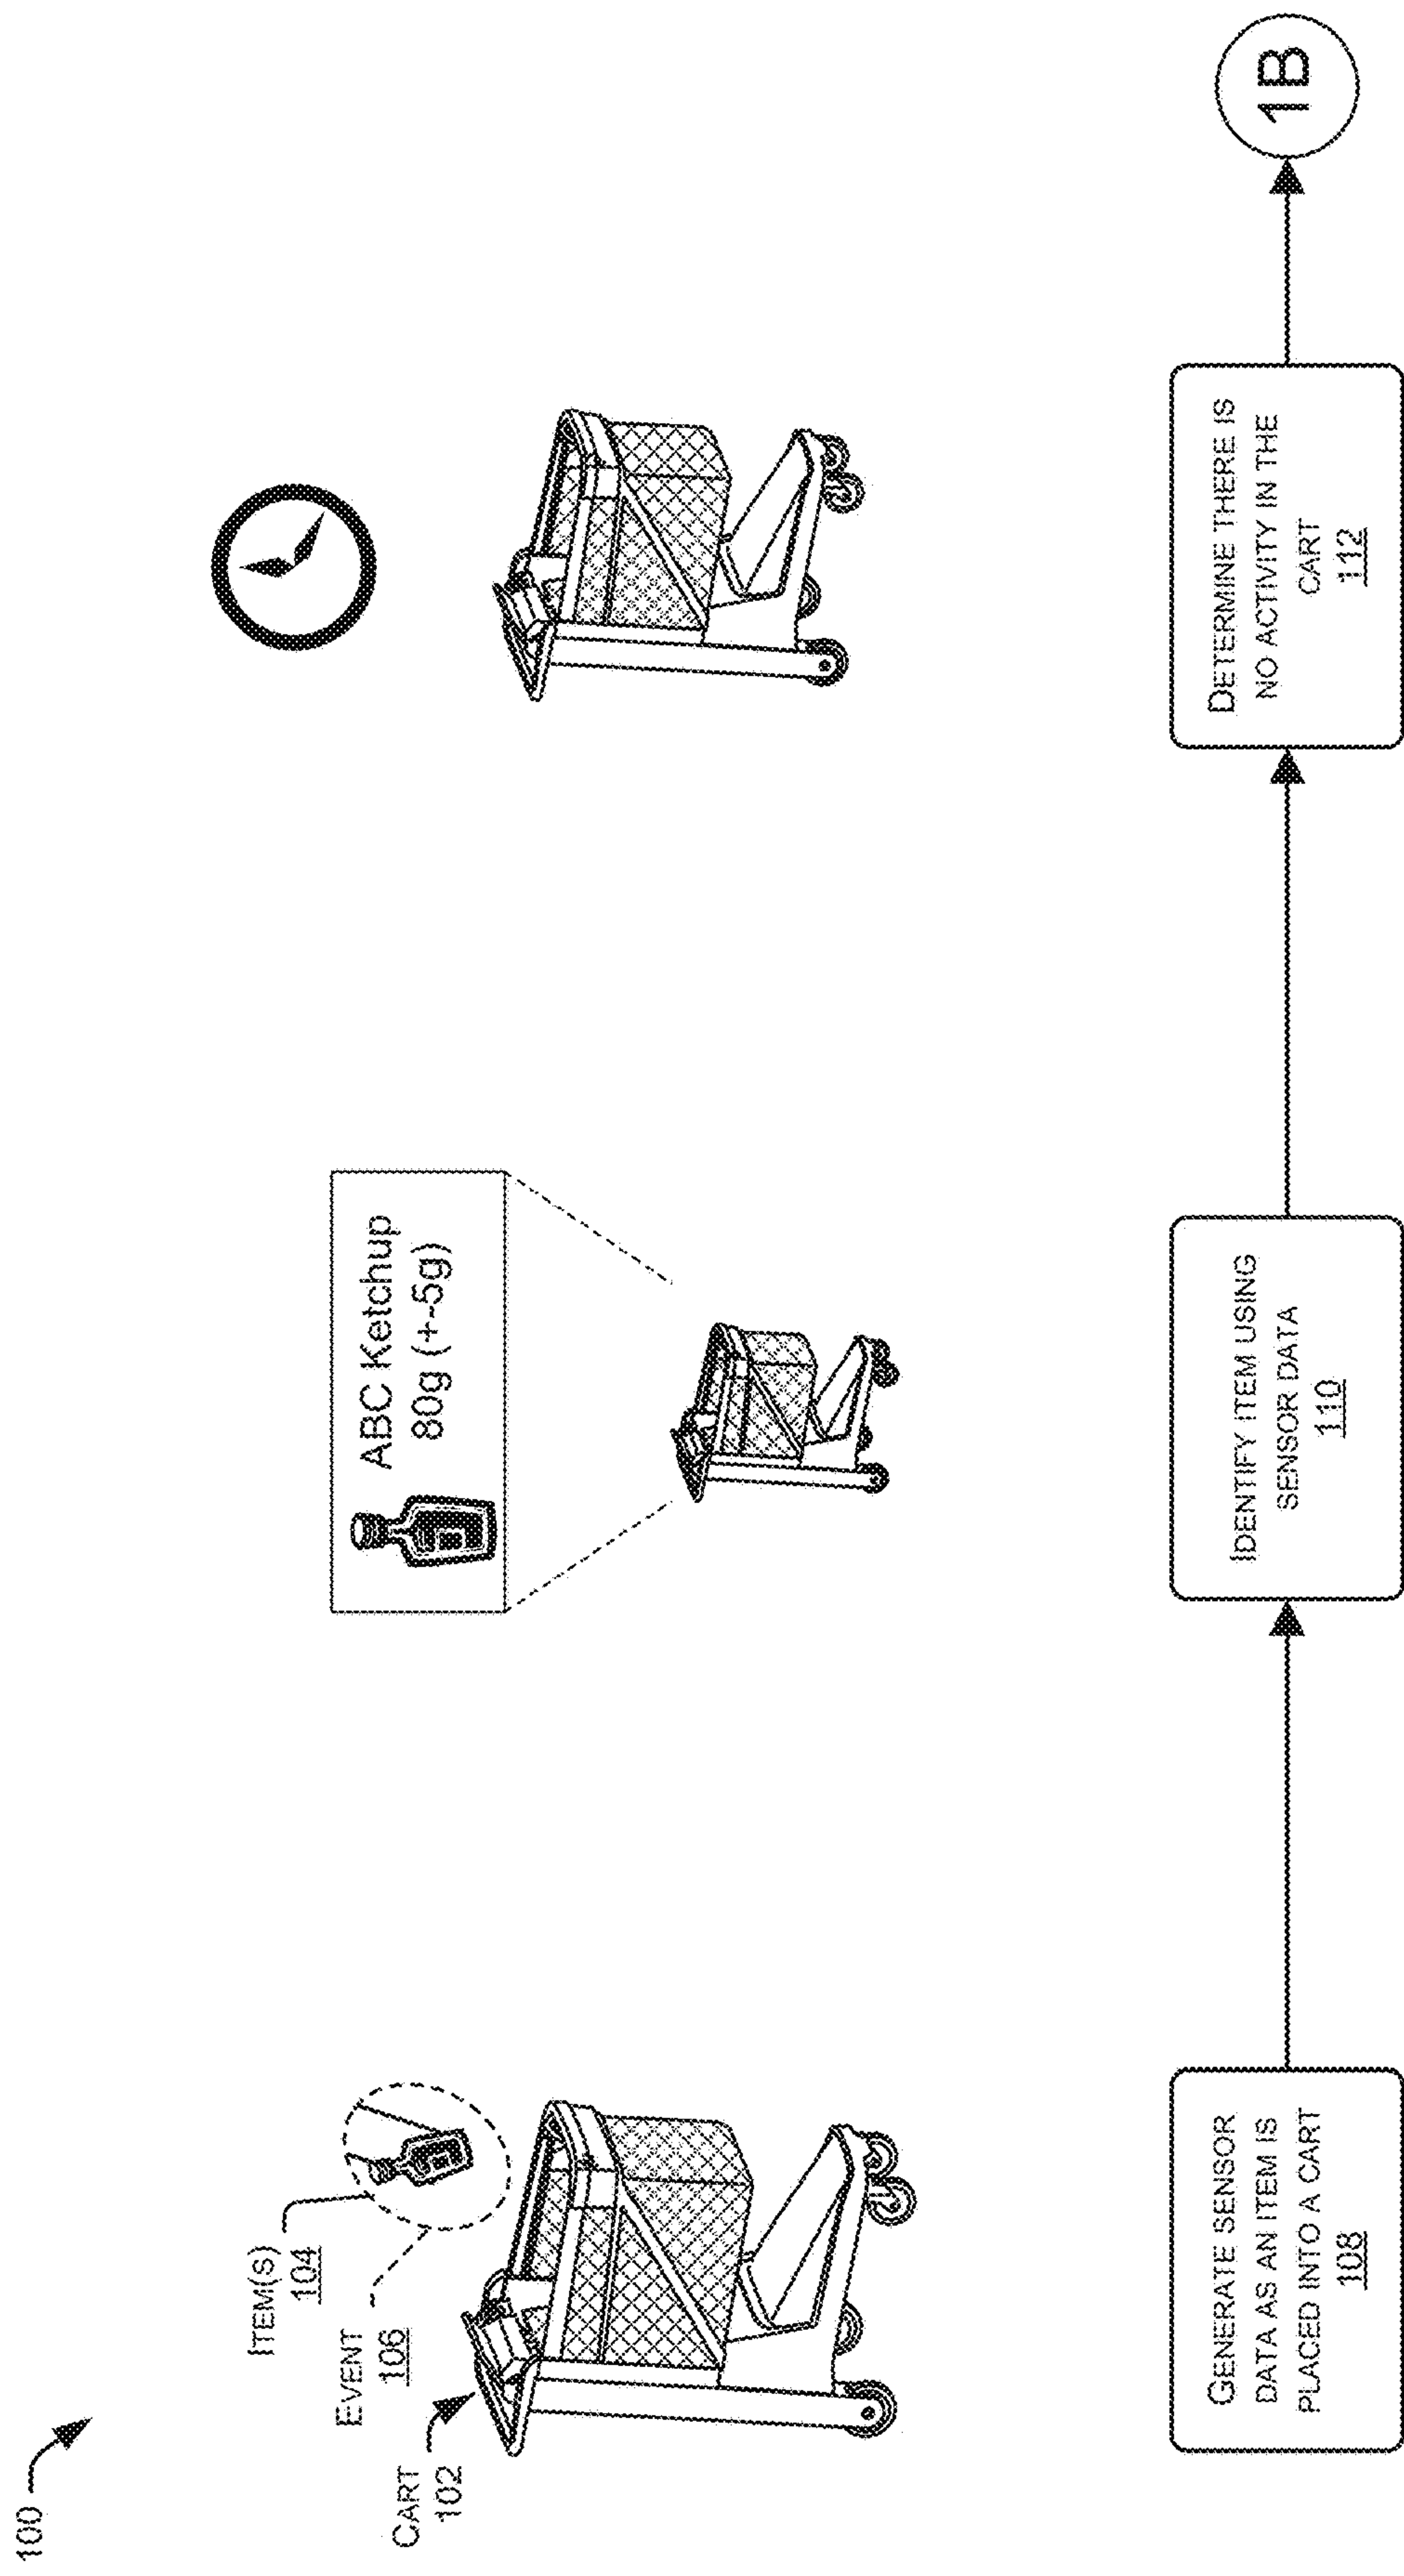 100
CART
102
EVENT
106
ITEM(S)
104
ABC Ketchup
80g (+-5g)
GENERATE SENSOR
DATA AS AN ITEM IS
PLACED INTO A CART
108
IDENTIFY ITEM USING
SENSOR DATA
110
DETERMINE THERE IS
NO ACTIVITY IN THE
CART
112
1B